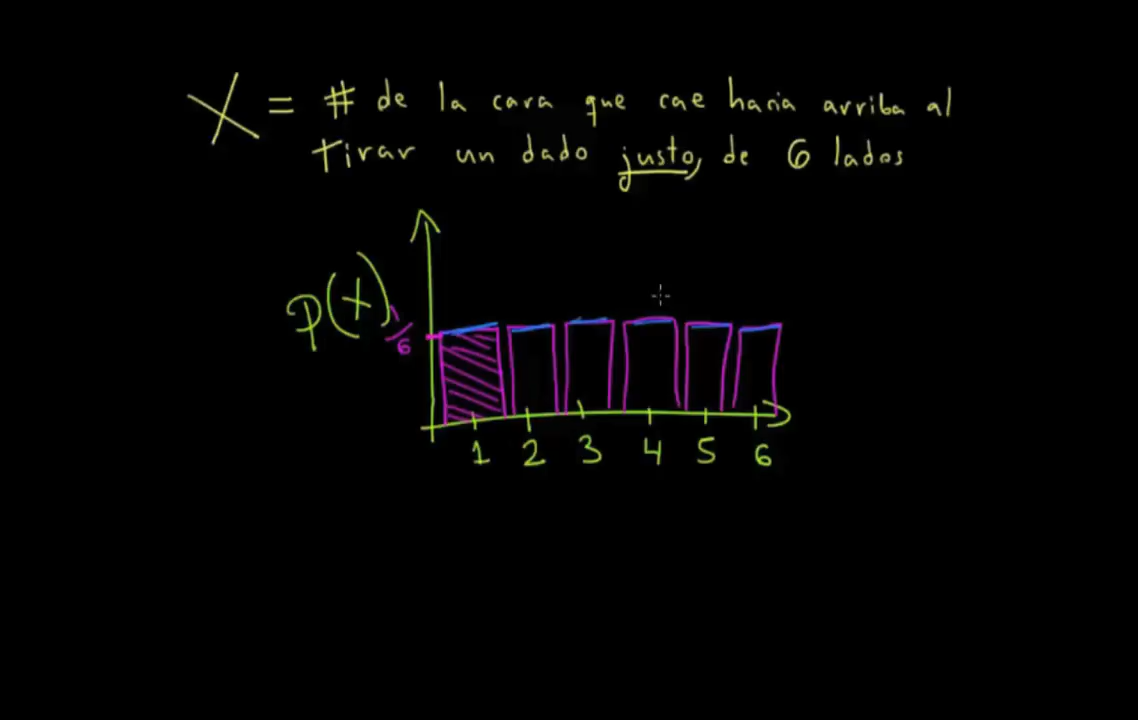 X = # de la cara que cae hacia arriba al
tirar un dado justo, de 6 lados
P(X)
1/6
1 2 3 4 5 6